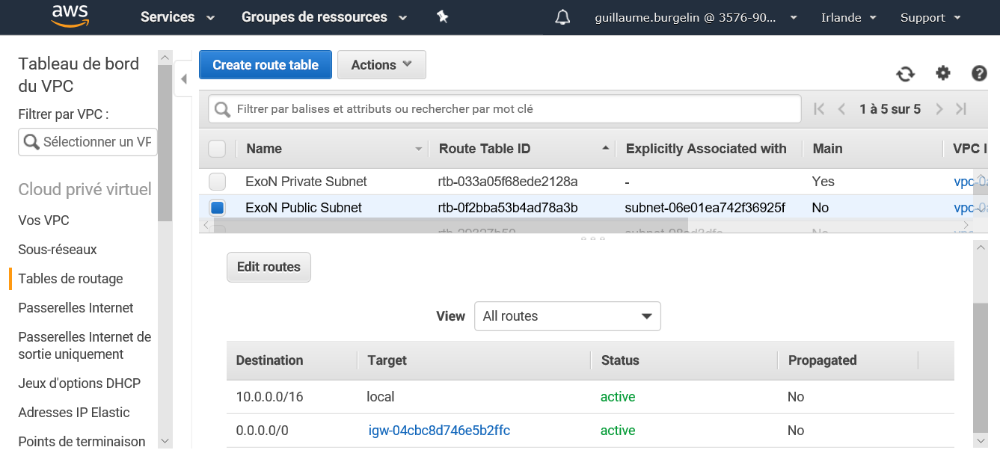 aws Services Groupes de ressources guillaume.burgelin @ 3576-90... Irlande Support
Tableau de bord
du VPC
Filtrer par VPC :
Sélectionner un VP
Cloud privé virtuel
Vos VPC
Sous-réseaux
Tables de routage
Passerelles Internet
Passerelles Internet de
sortie uniquement
Jeux d'options DHCP
Adresses IP Elastic
Points de terminaison
Create route table Actions
Filtrer par balises et attributs ou rechercher par mot clé 1 à 5 sur 5
Name Route Table ID Explicitly Associated with Main VPC I
ExoN Private Subnet rtb-033a05f68ede2128a - Yes vpc-0a
ExoN Public Subnet rtb-0f2bba53b4ad78a3b subnet-06e01ea742f36925f No
Edit routes
View All routes
Destination Target Status Propagated
10.0.0.0/16 local active No
0.0.0.0/0 igw-04cbc8d746e5b2ffc active No